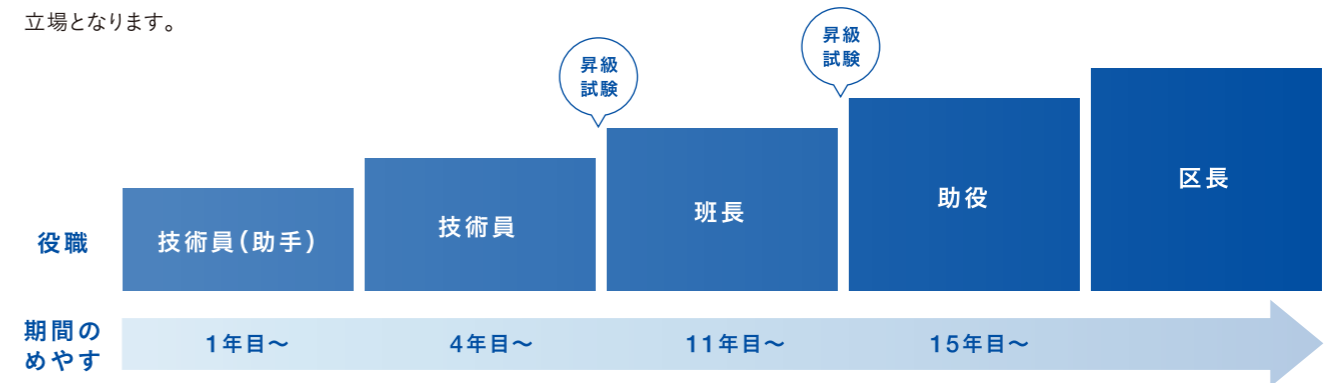 立場となります。
昇級
試験
昇級
試験
役職
技術員(助手)
技術員
班長
助役
区長
期間の
めやす
1年目～
4年目～
11年目～
15年目～